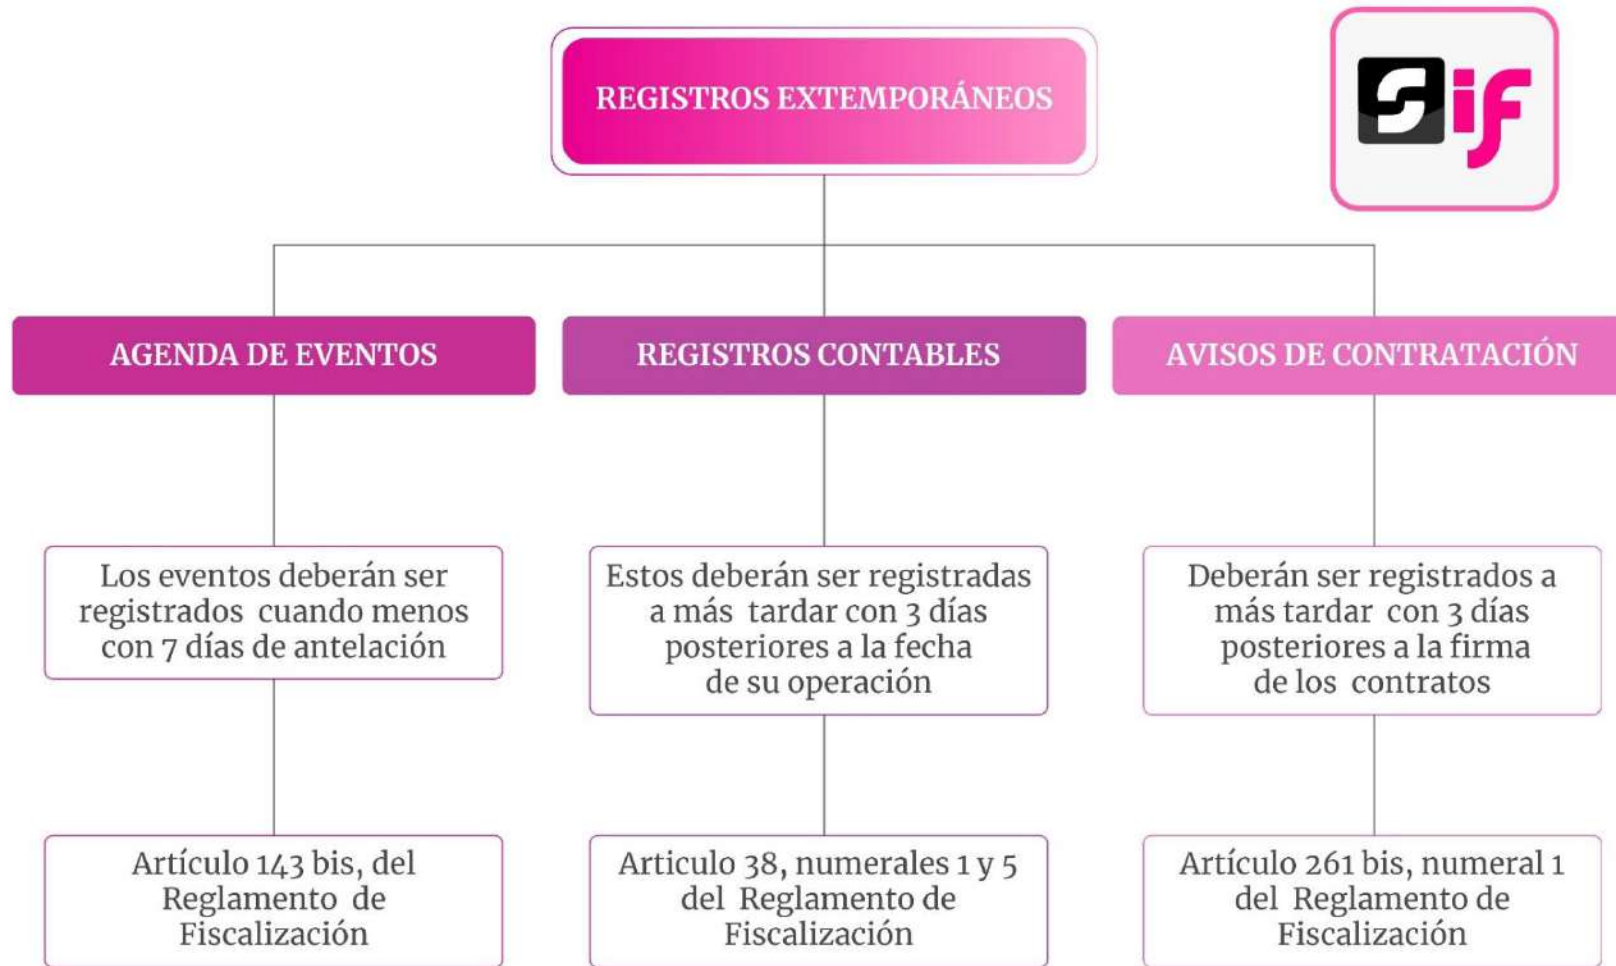 REGISTROS EXTEMPORÁNEOS
Sif
AGENDA DE EVENTOS
Los eventos deberán ser
registrados cuando menos
con 7 días de antelación
Artículo 143 bis, del
Reglamento de
Fiscalización
REGISTROS CONTABLES
Estos deberán ser registradas
a más tardar con 3 días
posteriores a la fecha
de su operación
Articulo 38, numerales 1 y 5
del Reglamento de
Fiscalización
AVISOS DE CONTRATACIÓN
Deberán ser registrados a
más tardar con 3 días
posteriores a la firma
de los contratos
Artículo 261 bis, numeral 1
del Reglamento de
Fiscalización